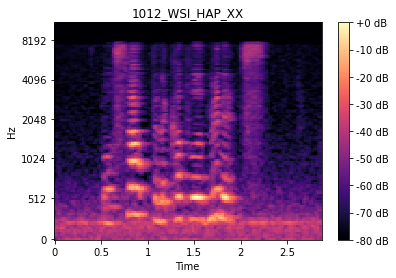 1012_WSI_HAP_XX
+0 dB
8192
-10 dB
4096
-20 dB
-30 dB
2048
Hz
-40 dB
1024
-50 dB
512
-60 dB
-70 dB
0
-80 dB
0 0.5 1 1.5 2 2.5
Time